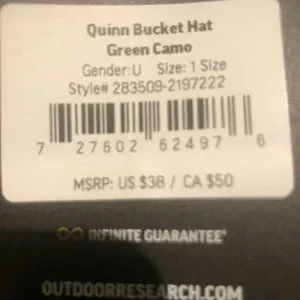 Quinn Bucket Hat
Green Camo
Gender: U Size: 1 Size
Style# 283509-2197222
7 27602 62497 6
MSRP: US $38 / CA $50
INFINITE GUARANTEE®
OUTDOORRESEARCH.COM